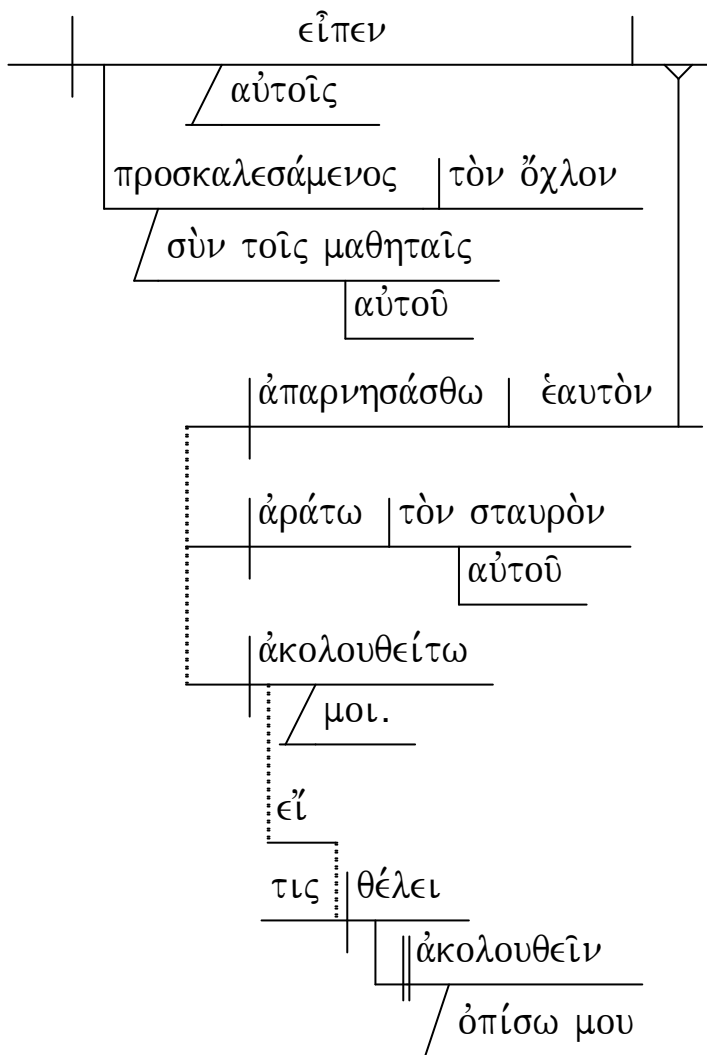 εἶπεν
αὐτοῖς
προσκαλεσάμενος τὸν ὄχλον
σὺν τοῖς μαθηταῖς
αὐτοῦ
ἀπαρνησάσθω ἑαυτὸν
ἀράτω τὸν σταυρὸν
αὐτοῦ
ἀκολουθείτω
μοι.
εἴ
τις θέλει
ἀκολουθεῖν
ὀπίσω μου